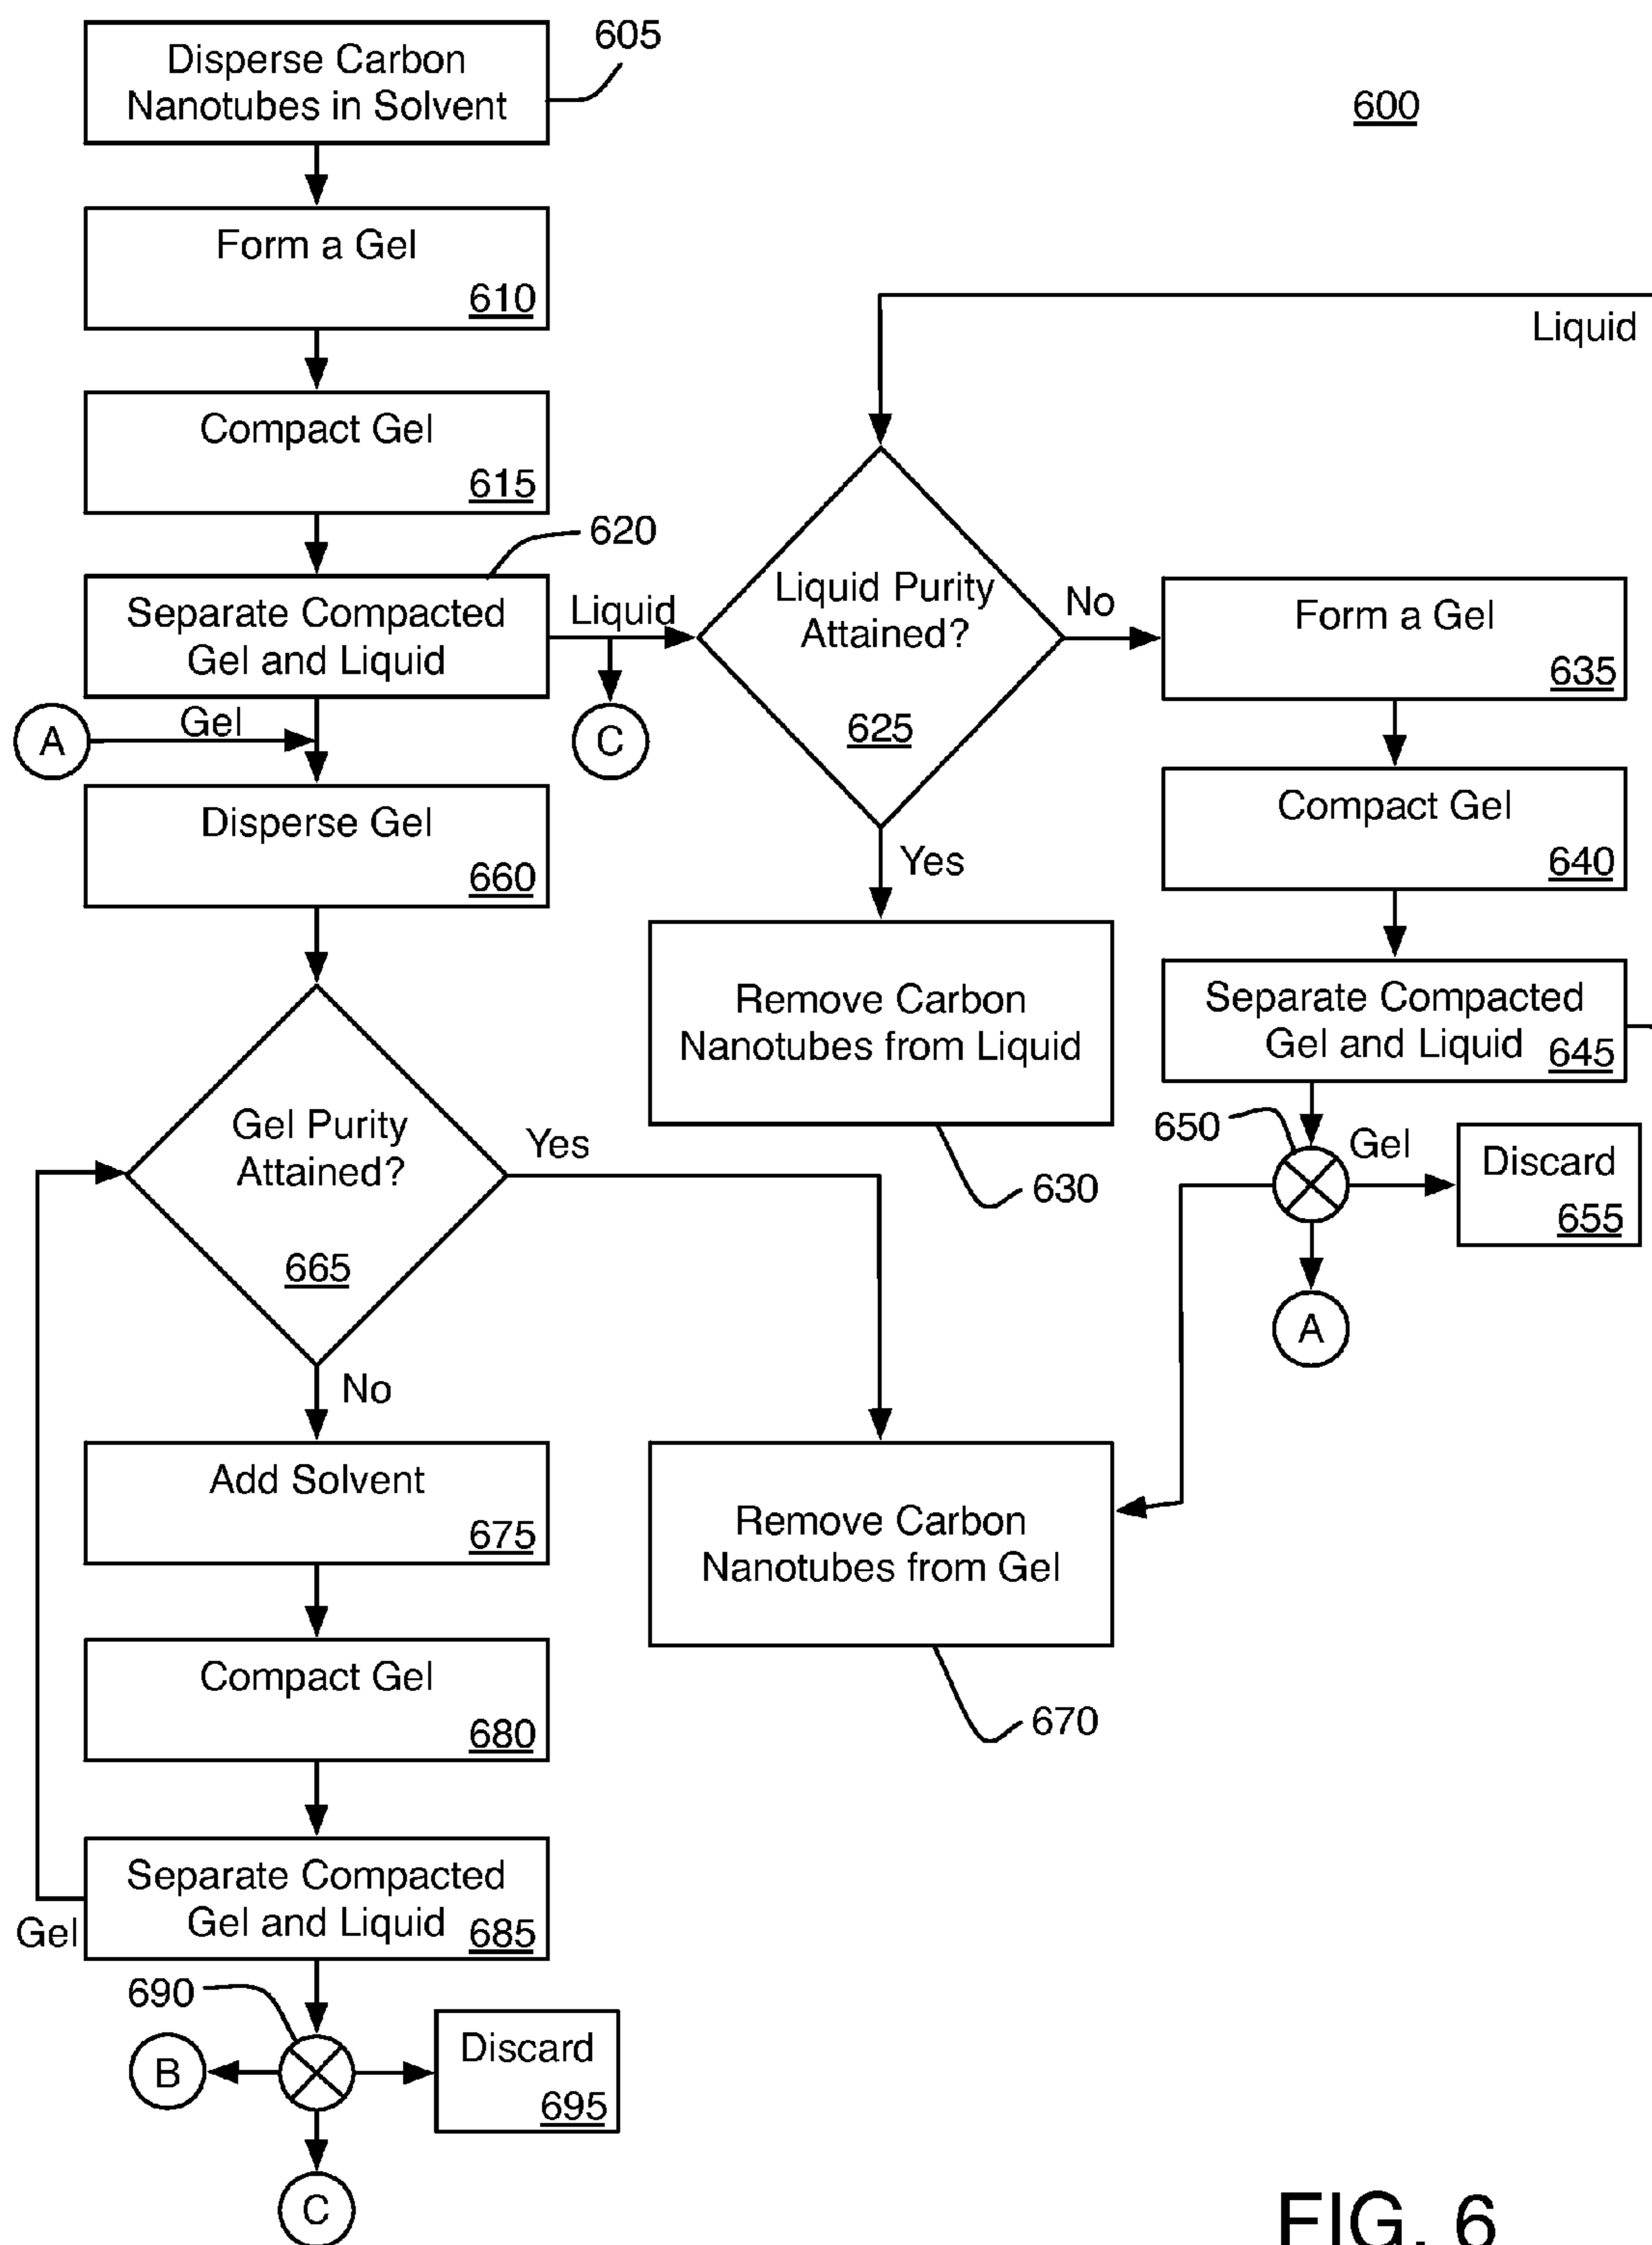 605
Disperse Carbon
Nanotubes in Solvent
600
Form a Gel
610
Liquid
Compact Gel
615
620
Separate Compacted
Gel and Liquid
Liquid
Liquid Purity
Attained?
625
No
Form a Gel
635
A
Gel
C
Disperse Gel
660
Yes
Compact Gel
640
Remove Carbon
Nanotubes from Liquid
630
Separate Compacted
Gel and Liquid 645
650
Gel
Discard
655
A
Gel Purity
Attained?
665
Yes
No
Add Solvent
675
Remove Carbon
Nanotubes from Gel
670
Compact Gel
680
Separate Compacted
Gel and Liquid 685
Gel
690
B
Discard
695
C
FIG. 6